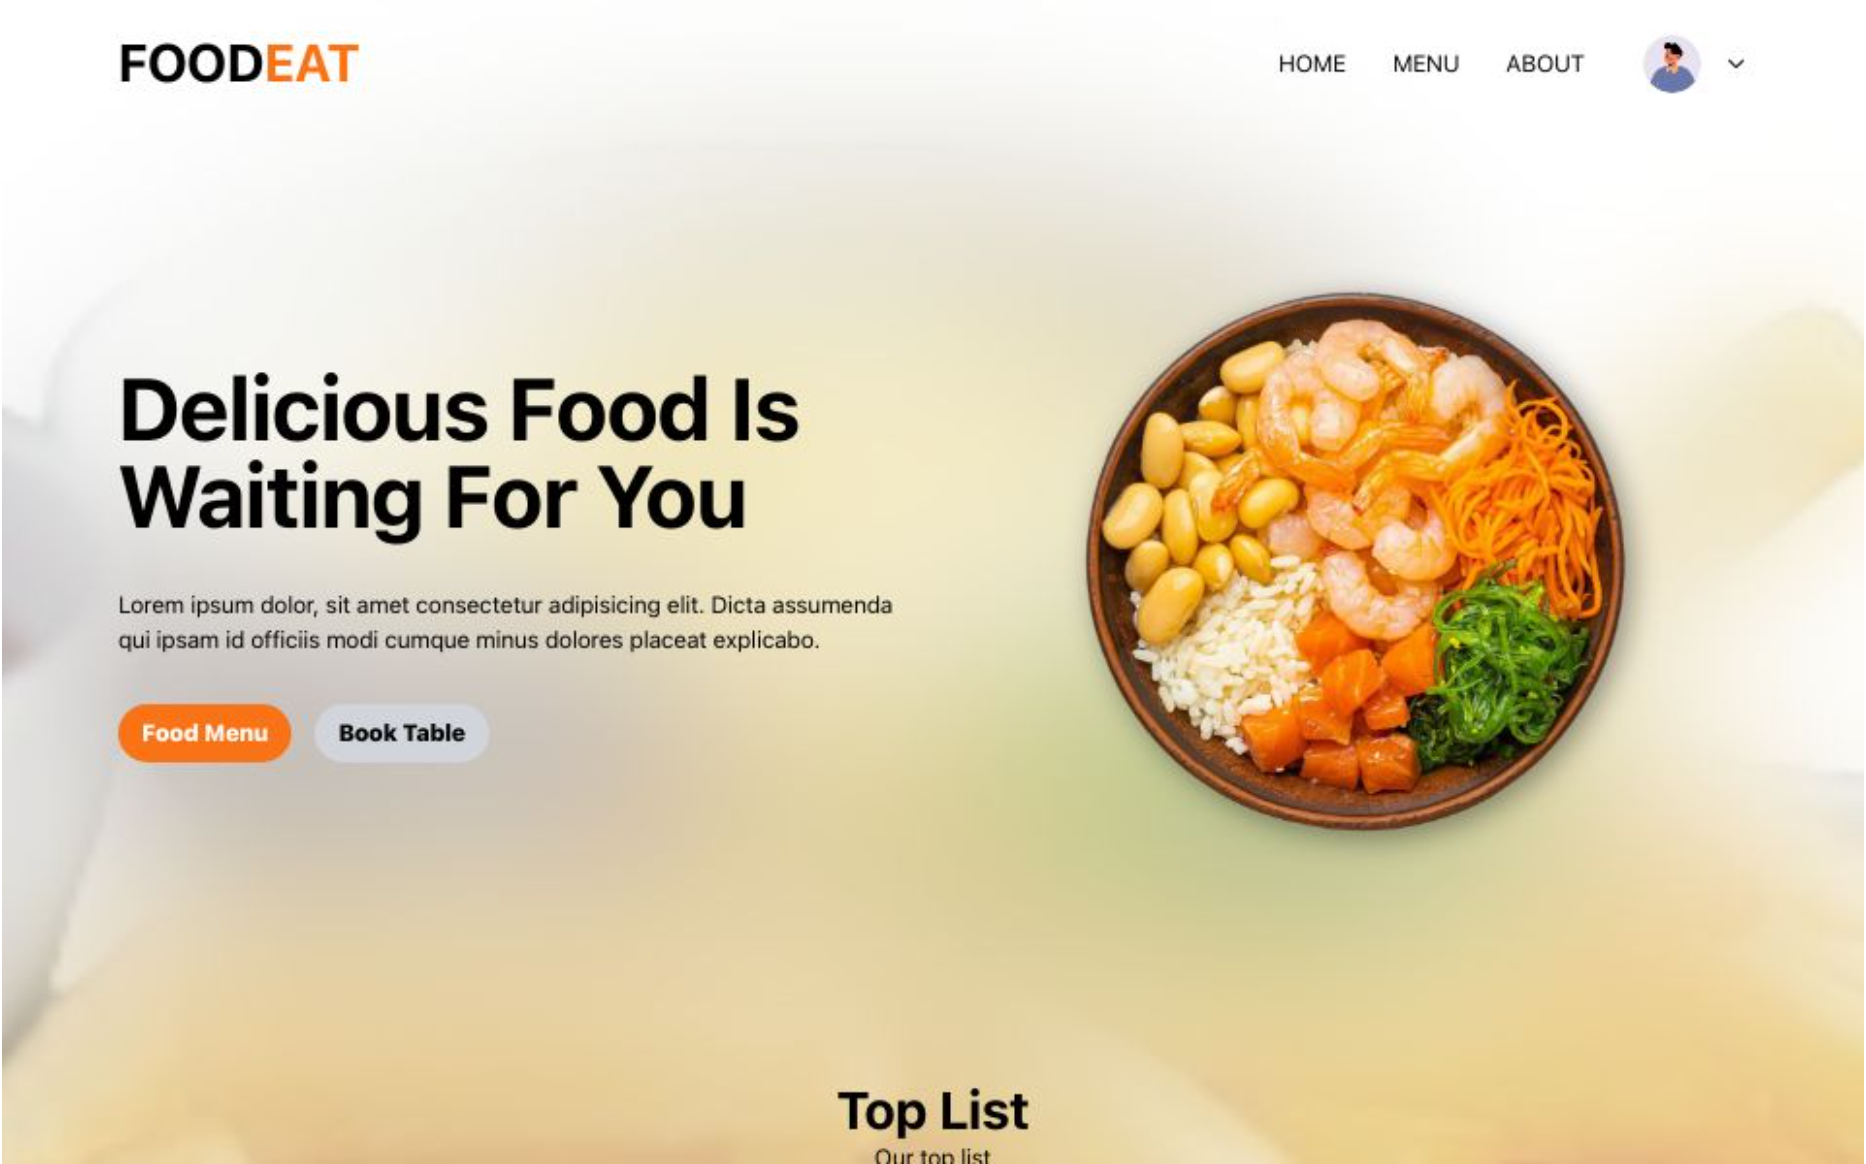 FOODEAT
HOME MENU ABOUT
Delicious Food Is
Waiting For You
Lorem ipsum dolor, sit amet consectetur adipisicing elit. Dicta assumenda
qui ipsam id officiis modi cumque minus dolores placeat explicabo.
Food Menu Book Table
Top List
Our top list